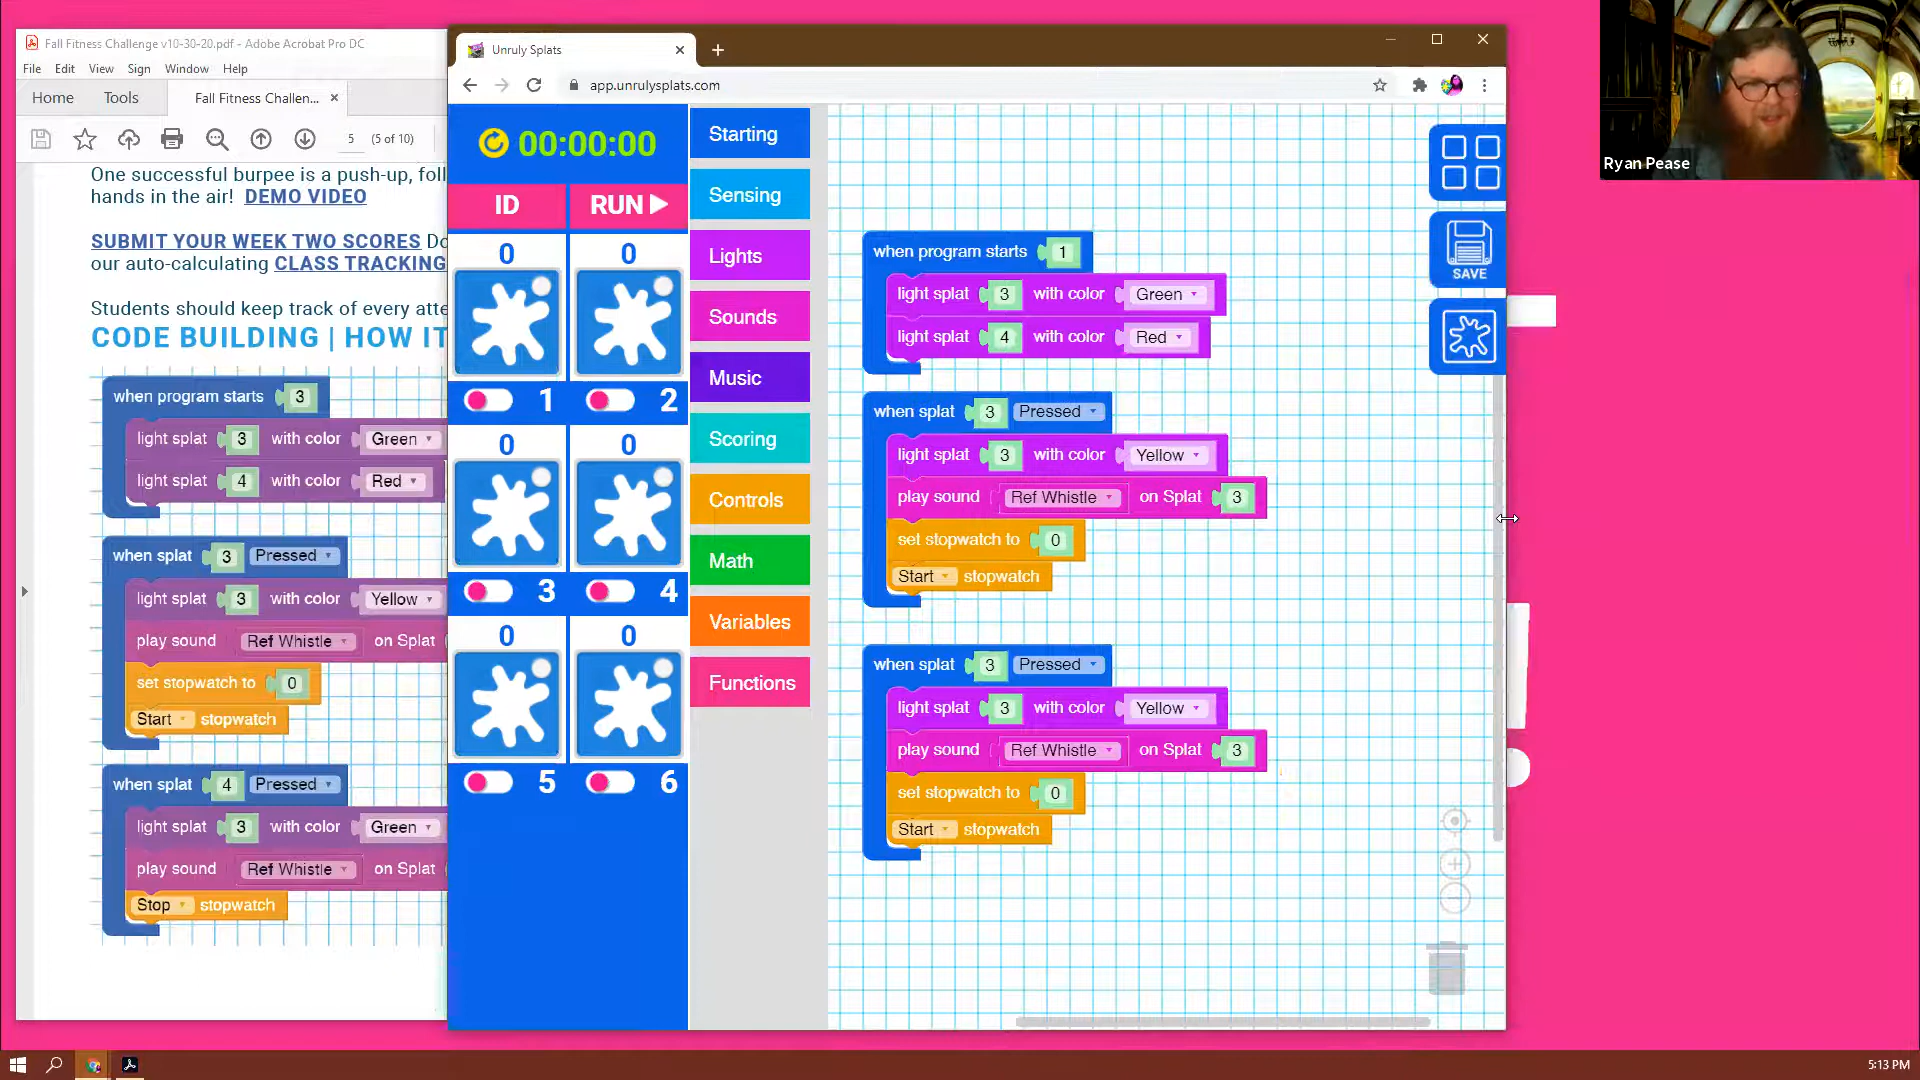 Fall Fitness Challenge v10-30-20.pdf - Adobe Acrobat Pro DC
File Edit View Sign Window Help
Home Tools Fall Fitness Challen... ×
5 (5 of 10)
One successful burpee is a push-up, foll
hands in the air! DEMO VIDEO
SUBMIT YOUR WEEK TWO SCORES Do
our auto-calculating CLASS TRACKING
Students should keep track of every atte
CODE BUILDING | HOW IT
when program starts 3
light splat 3 with color Green
light splat 4 with color Red
when splat 3 Pressed
light splat 3 with color Yellow
play sound Ref Whistle on Splat
set stopwatch to 0
Start stopwatch
when splat 4 Pressed
light splat 3 with color Green
play sound Ref Whistle on Splat
Stop stopwatch
Unruly Splats
app.unrulysplats.com
00:00:00
ID RUN
0 0
1 2
0 0
3 4
0 0
5 6
Starting
Sensing
Lights
Sounds
Music
Scoring
Controls
Math
Variables
Functions
when program starts 1
light splat 3 with color Green
light splat 4 with color Red
when splat 3 Pressed
light splat 3 with color Yellow
play sound Ref Whistle on Splat 3
set stopwatch to 0
Start stopwatch
when splat 3 Pressed
light splat 3 with color Yellow
play sound Ref Whistle on Splat 3
set stopwatch to 0
Start stopwatch
SAVE
Ryan Pease
5:13 PM